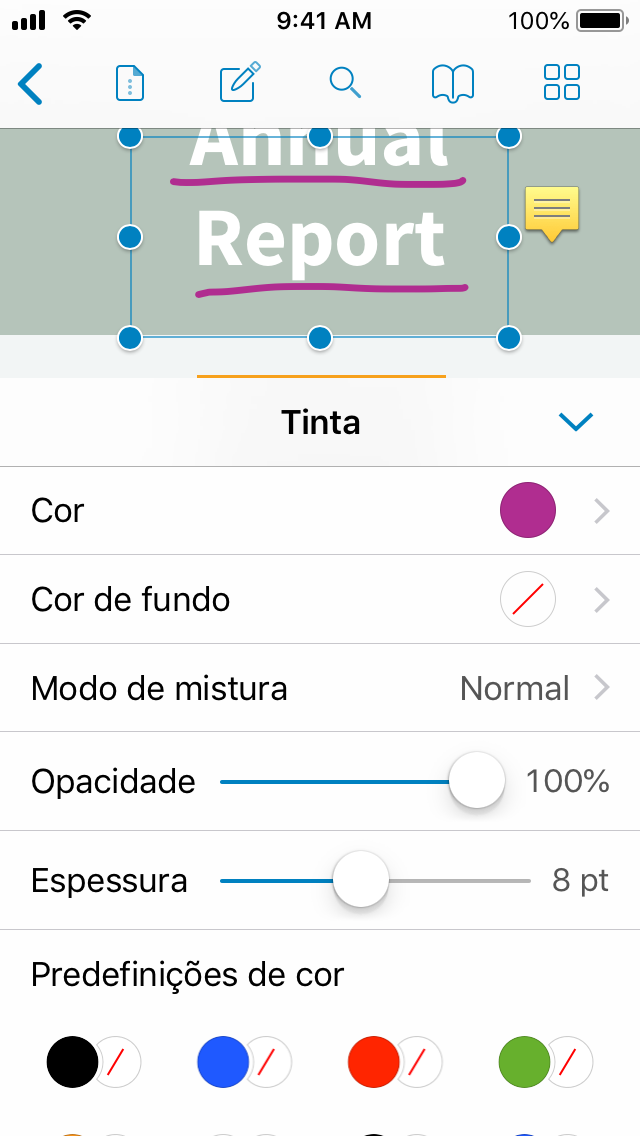 9:41 AM 100%
Annual
Report
Tinta
Cor
Cor de fundo
Modo de mistura Normal
Opacidade 100%
Espessura 8 pt
Predefinições de cor